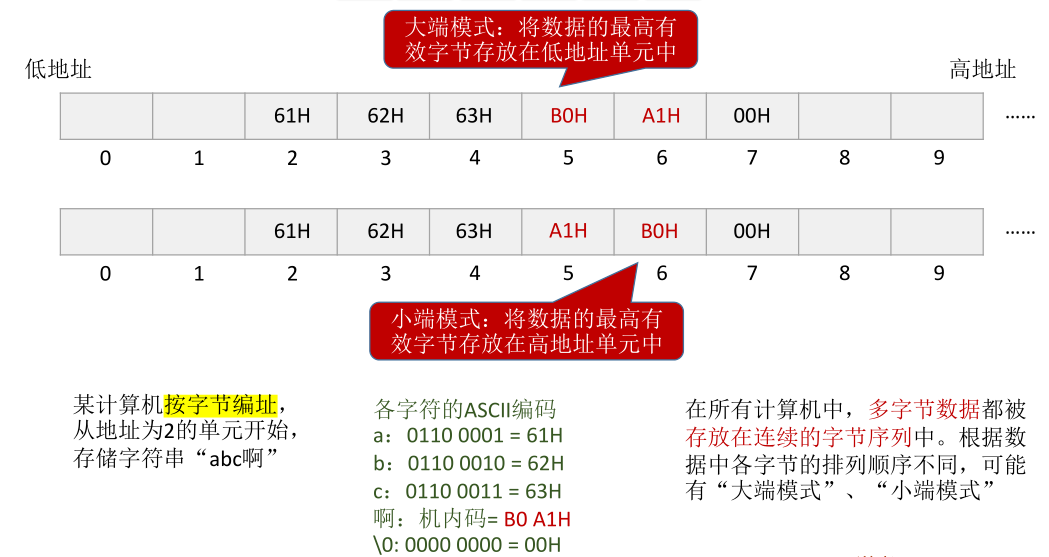 大端模式：将数据的最高有
效字节存放在低地址单元中
低地址
高地址
61H 62H 63H B0H A1H 00H ……
0 1 2 3 4 5 6 7 8 9
61H 62H 63H A1H B0H 00H ……
0 1 2 3 4 5 6 7 8 9
小端模式：将数据的最高有
效字节存放在高地址单元中
某计算机按字节编址，
从地址为2的单元开始，
存储字符串“abc啊”
各字符的ASCII编码
a：0110 0001 = 61H
b：0110 0010 = 62H
c：0110 0011 = 63H
啊：机内码= B0 A1H
\0: 0000 0000 = 00H
在所有计算机中，多字节数据都被
存放在连续的字节序列中。根据数
据中各字节的排列顺序不同，可能
有“大端模式”、“小端模式”